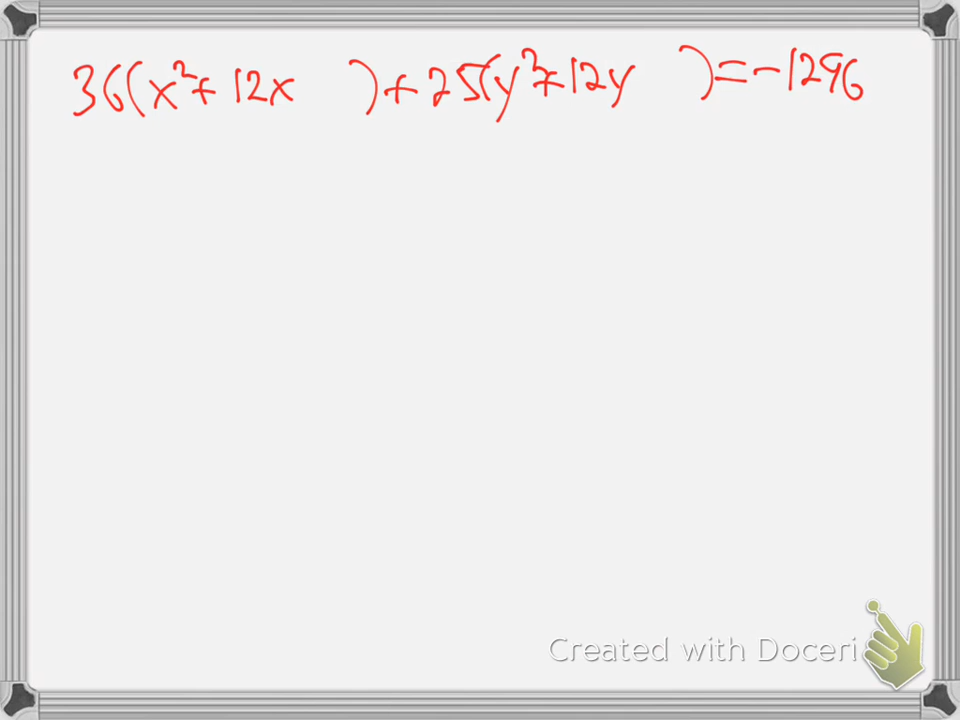 36(x²+12x    )+25(y²+12y    )=-1296
Created with Doceri